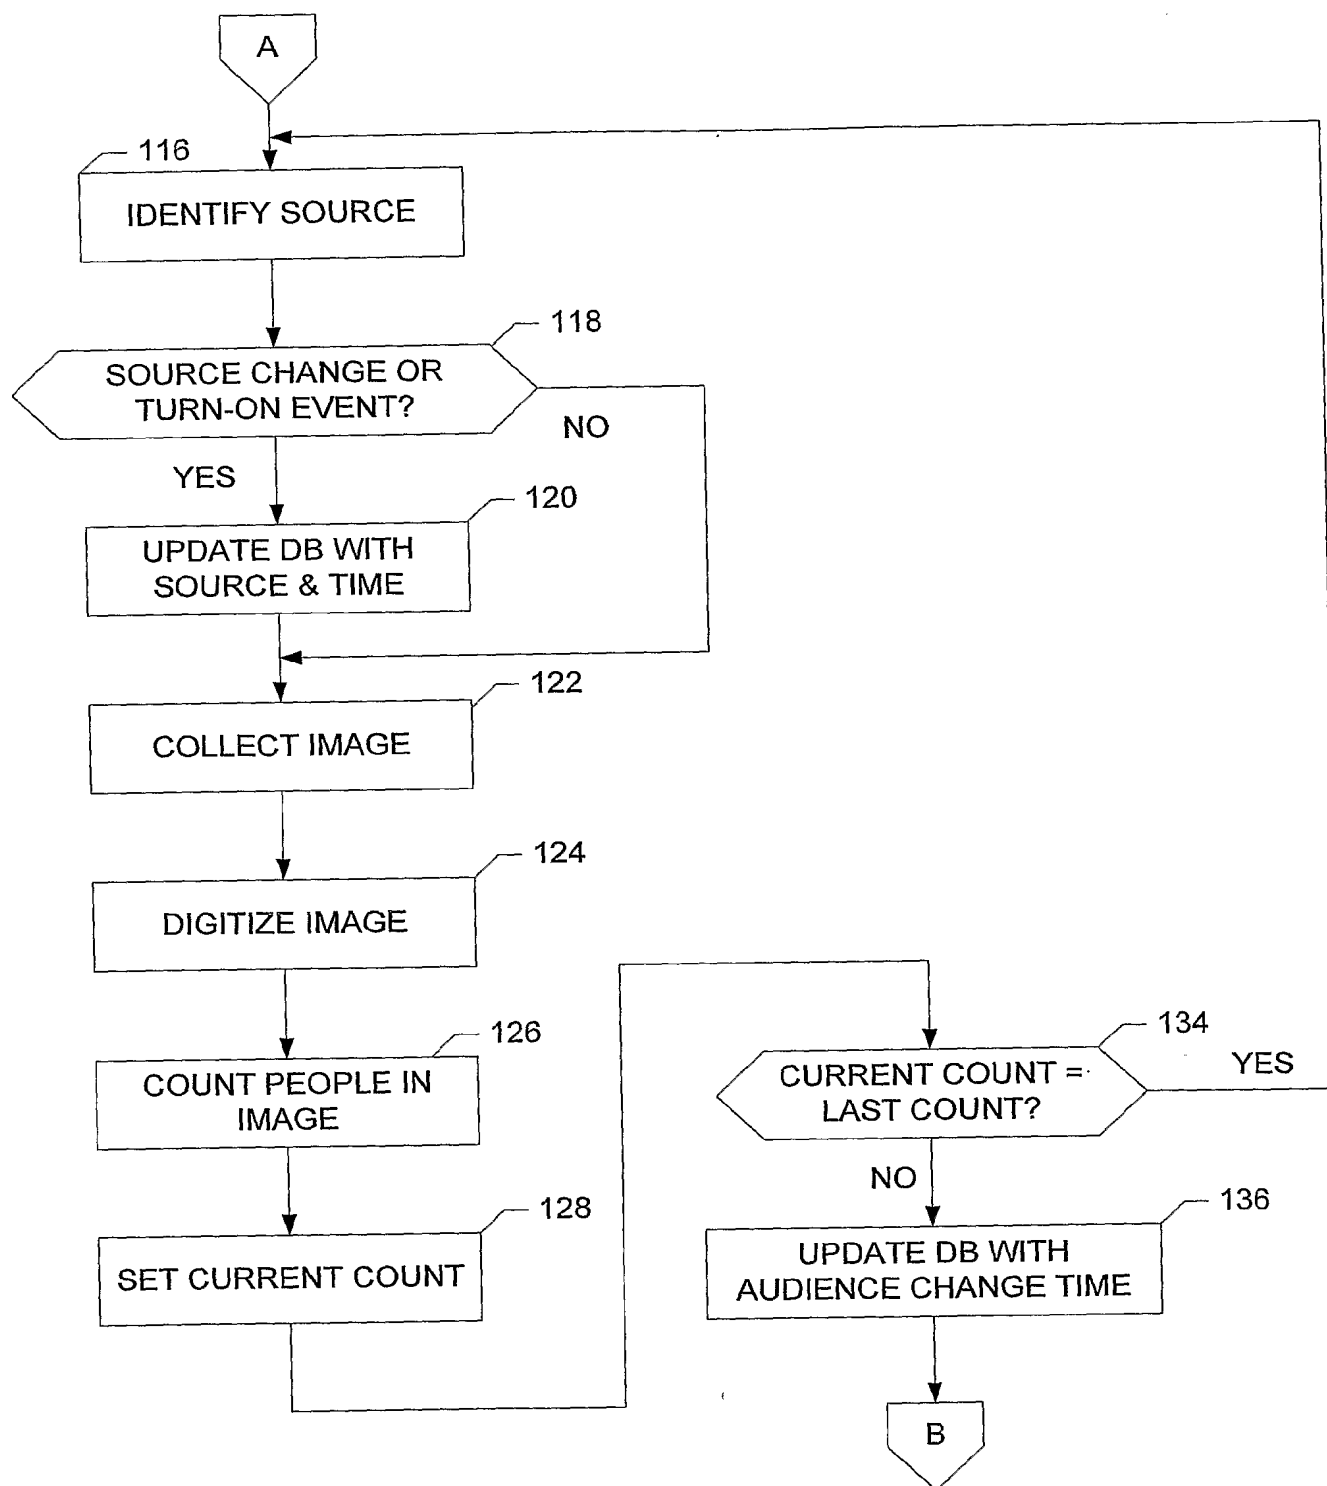 A
116
IDENTIFY SOURCE
118
SOURCE CHANGE OR
TURN-ON EVENT?
NO
YES
120
UPDATE DB WITH
SOURCE & TIME
122
COLLECT IMAGE
124
DIGITIZE IMAGE
126
COUNT PEOPLE IN
IMAGE
128
SET CURRENT COUNT
134
CURRENT COUNT =
LAST COUNT?
YES
NO
136
UPDATE DB WITH
AUDIENCE CHANGE TIME
B